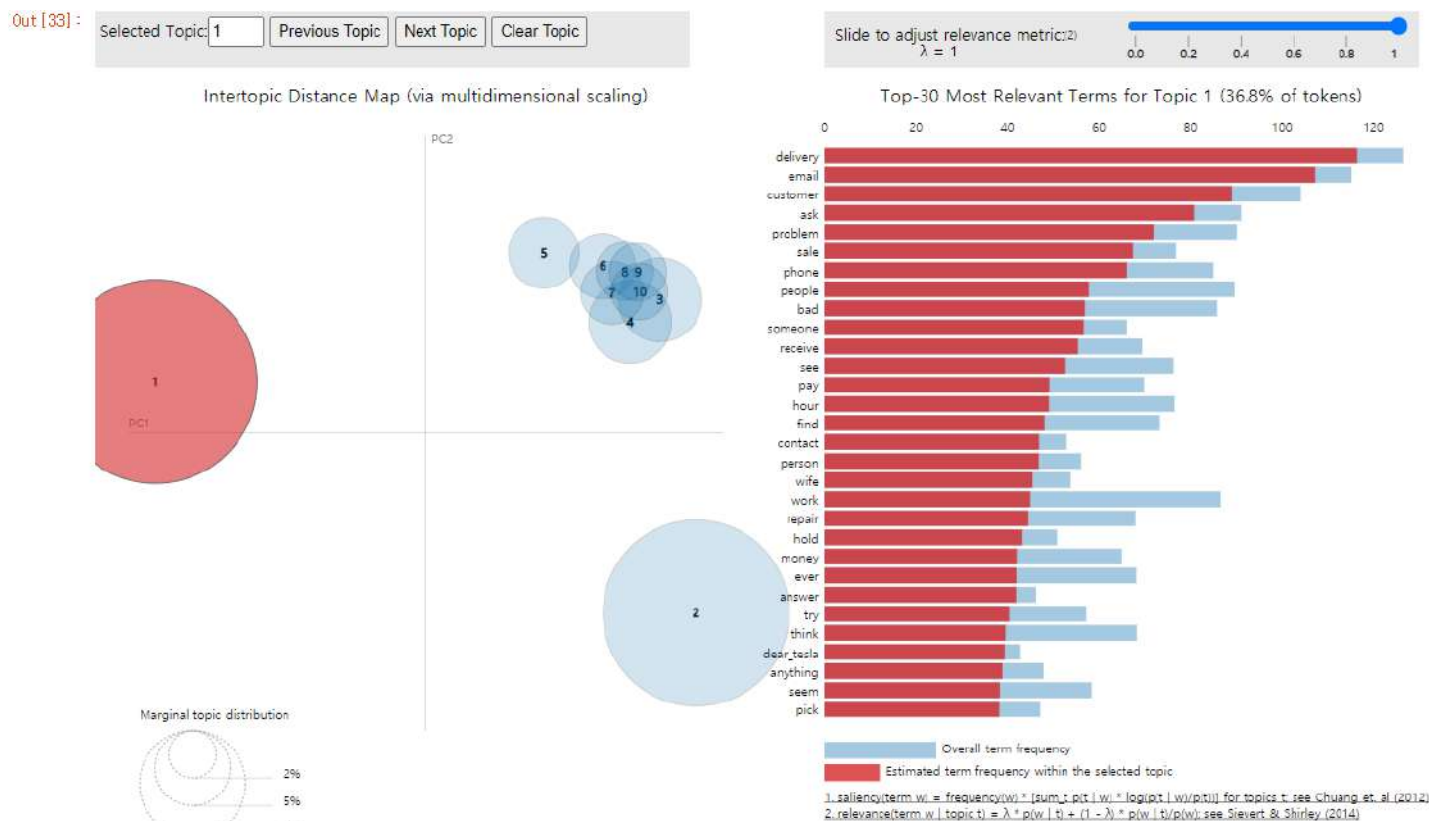 Out[33]:
Selected Topic: 1 Previous Topic Next Topic Clear Topic
Slide to adjust relevance metric:(2)
λ = 1
0.0 0.2 0.4 0.6 0.8 1
Intertopic Distance Map (via multidimensional scaling)
PC2
PC1
5
6
8
9
7
10
3
4
1
2
Marginal topic distribution
2%
5%
Top-30 Most Relevant Terms for Topic 1 (36.8% of tokens)
0 20 40 60 80 100 120
delivery
email
customer
ask
problem
sale
phone
people
bad
someone
receive
see
pay
hour
find
contact
person
wife
work
repair
hold
money
ever
answer
try
think
dear_tesla
anything
seem
pick
Overall term frequency
Estimated term frequency within the selected topic
1. saliency(term w) = frequency(w) * [sum_t p(t | w) * log(p(t | w)/p(t))] for topics t; see Chuang et. al (2012)
2. relevance(term w | topic t) = λ * p(w | t) + (1 - λ) * p(w | t)/p(w); see Sievert & Shirley (2014)